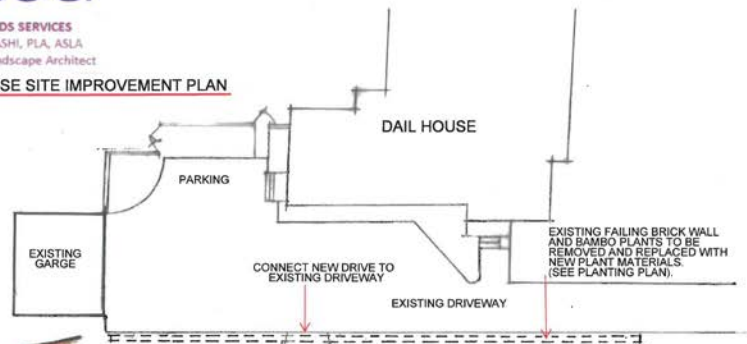 DS SERVICES
ASHI, PLA, ASLA
ndscape Architect
SE SITE IMPROVEMENT PLAN
DAIL HOUSE
PARKING
EXISTING
GARGE
CONNECT NEW DRIVE TO
EXISTING DRIVEWAY
EXISTING DRIVEWAY
EXISTING FAILING BRICK WALL
AND BAMBO PLANTS TO BE
REMOVED AND REPLACED WITH
NEW PLANT MATERIALS.
(SEE PLANTING PLAN).